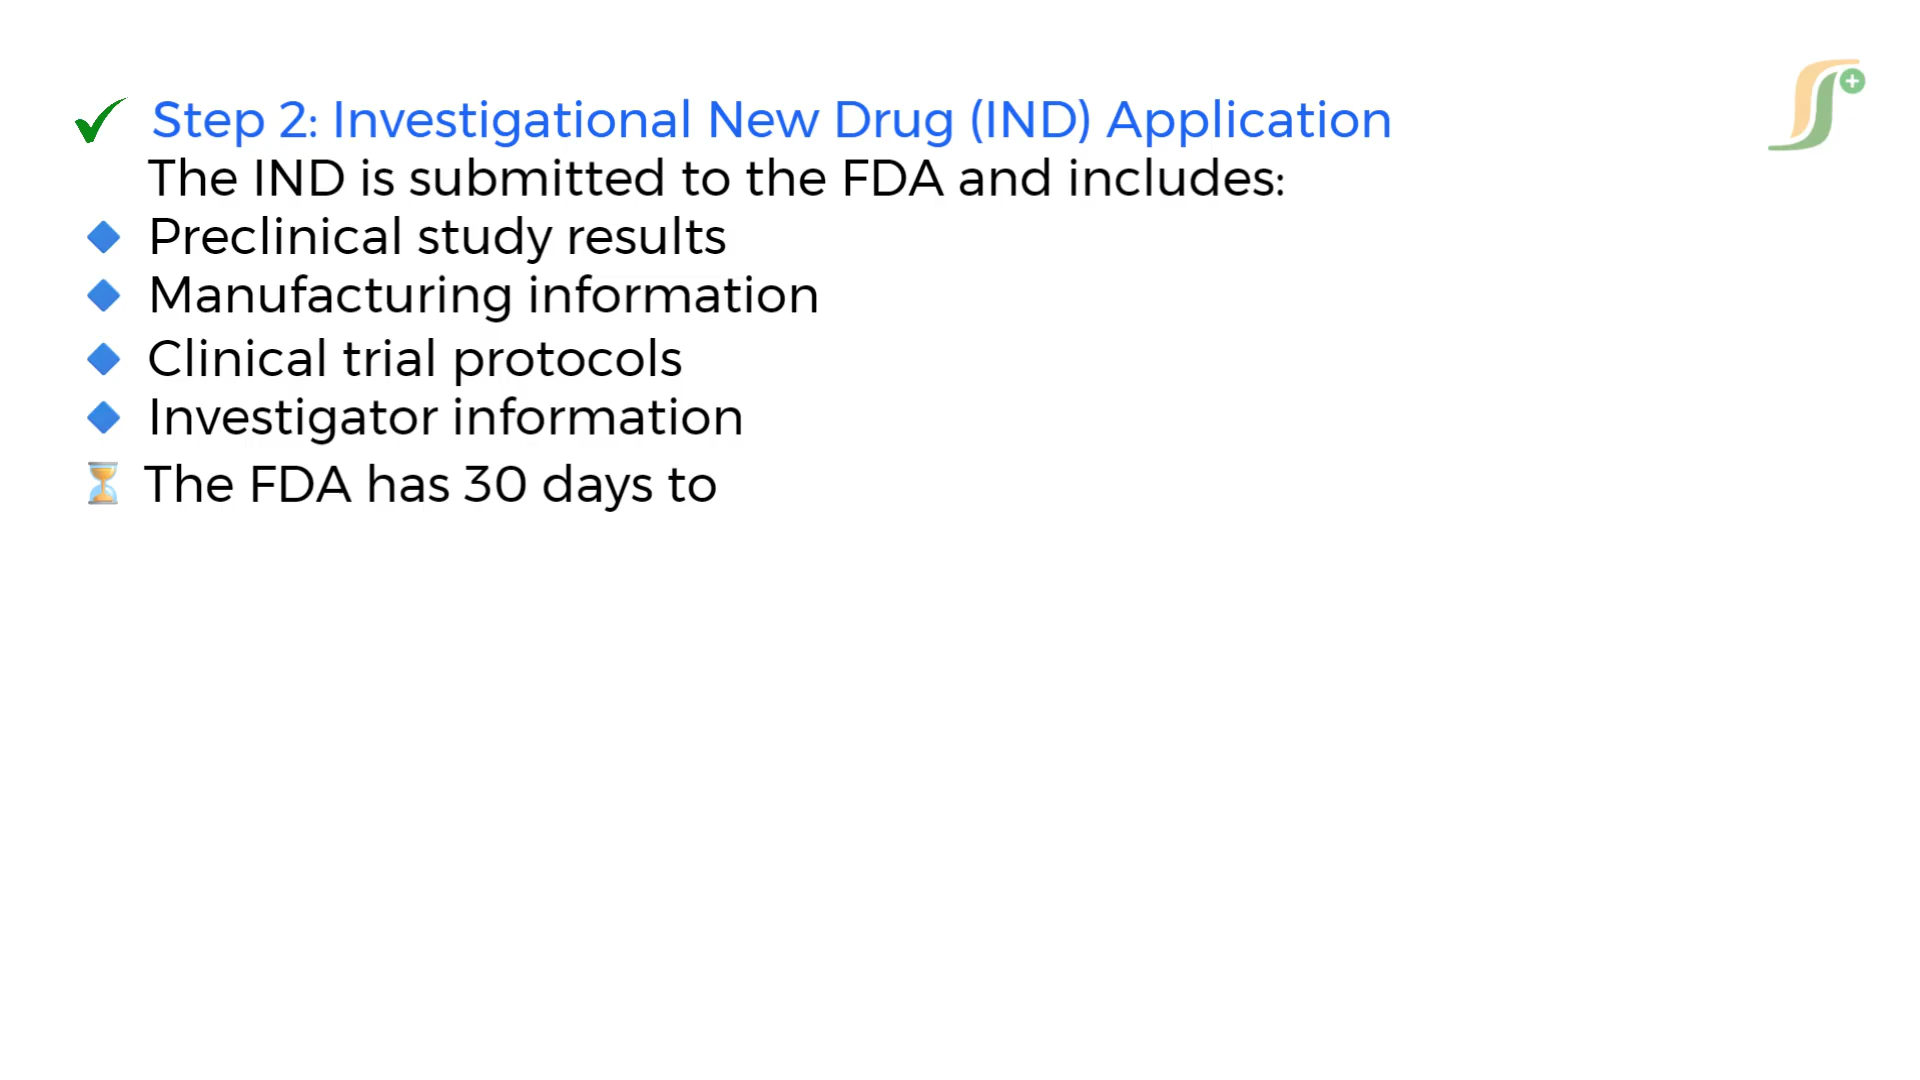 Step 2: Investigational New Drug (IND) Application
The IND is submitted to the FDA and includes:
Preclinical study results
Manufacturing information
Clinical trial protocols
Investigator information
The FDA has 30 days to